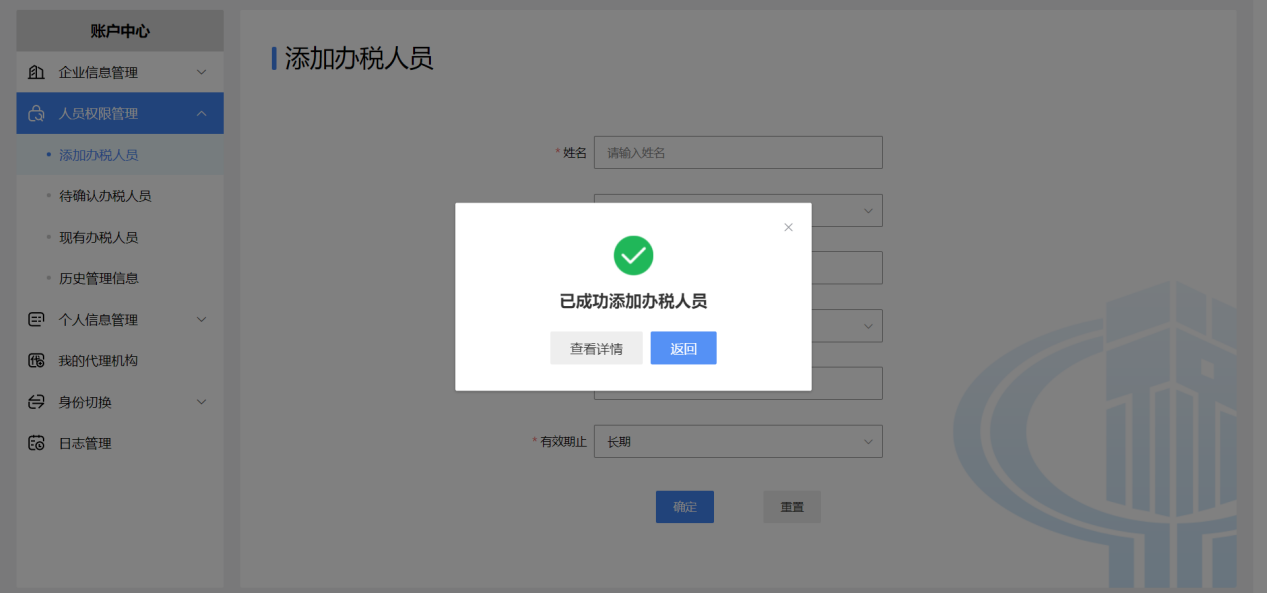 账户中心
企业信息管理
人员权限管理
添加办税人员
待确认办税人员
现有办税人员
历史管理信息
个人信息管理
我的代理机构
身份切换
日志管理
添加办税人员
* 姓名 请输入姓名
已成功添加办税人员
查看详情 返回
* 有效期止 长期
确定 重置